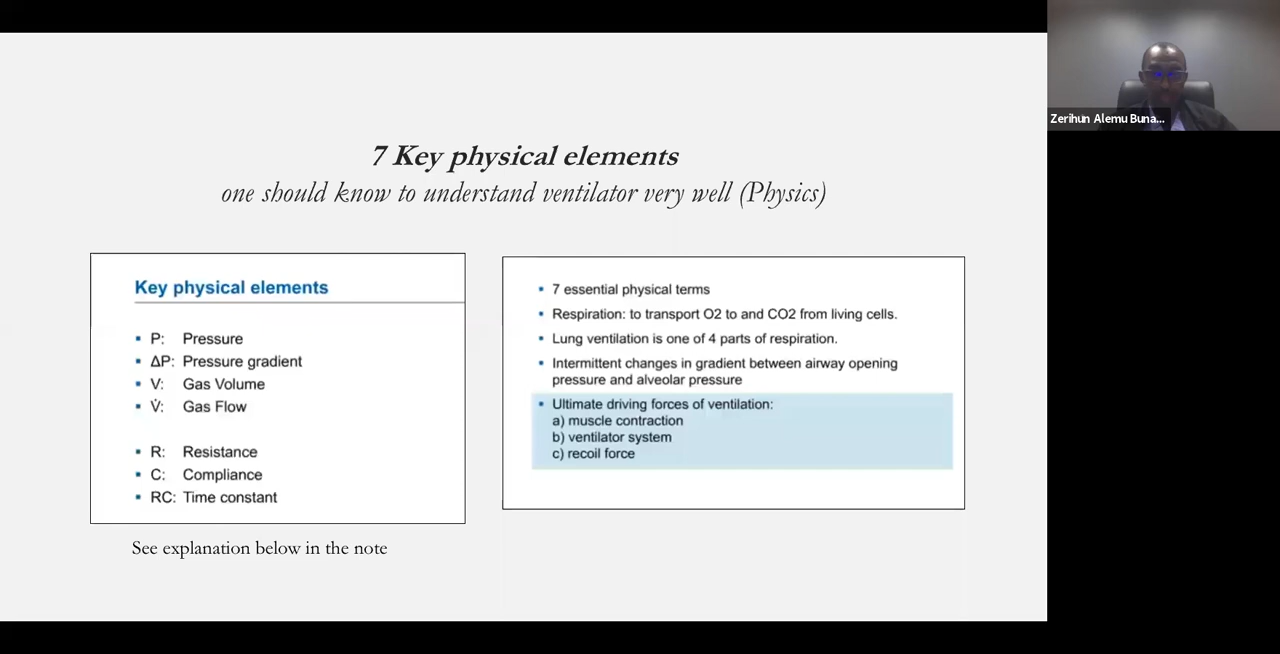 7 Key physical elements
one should know to understand ventilator very well (Physics)
Key physical elements
▪ P: Pressure
▪ ΔP: Pressure gradient
▪ V: Gas Volume
▪ V̇: Gas Flow
▪ R: Resistance
▪ C: Compliance
▪ RC: Time constant
See explanation below in the note
▪ 7 essential physical terms
▪ Respiration: to transport O2 to and CO2 from living cells.
▪ Lung ventilation is one of 4 parts of respiration.
▪ Intermittent changes in gradient between airway opening
pressure and alveolar pressure
▪ Ultimate driving forces of ventilation:
a) muscle contraction
b) ventilator system
c) recoil force
Zerihun Alemu Buna...